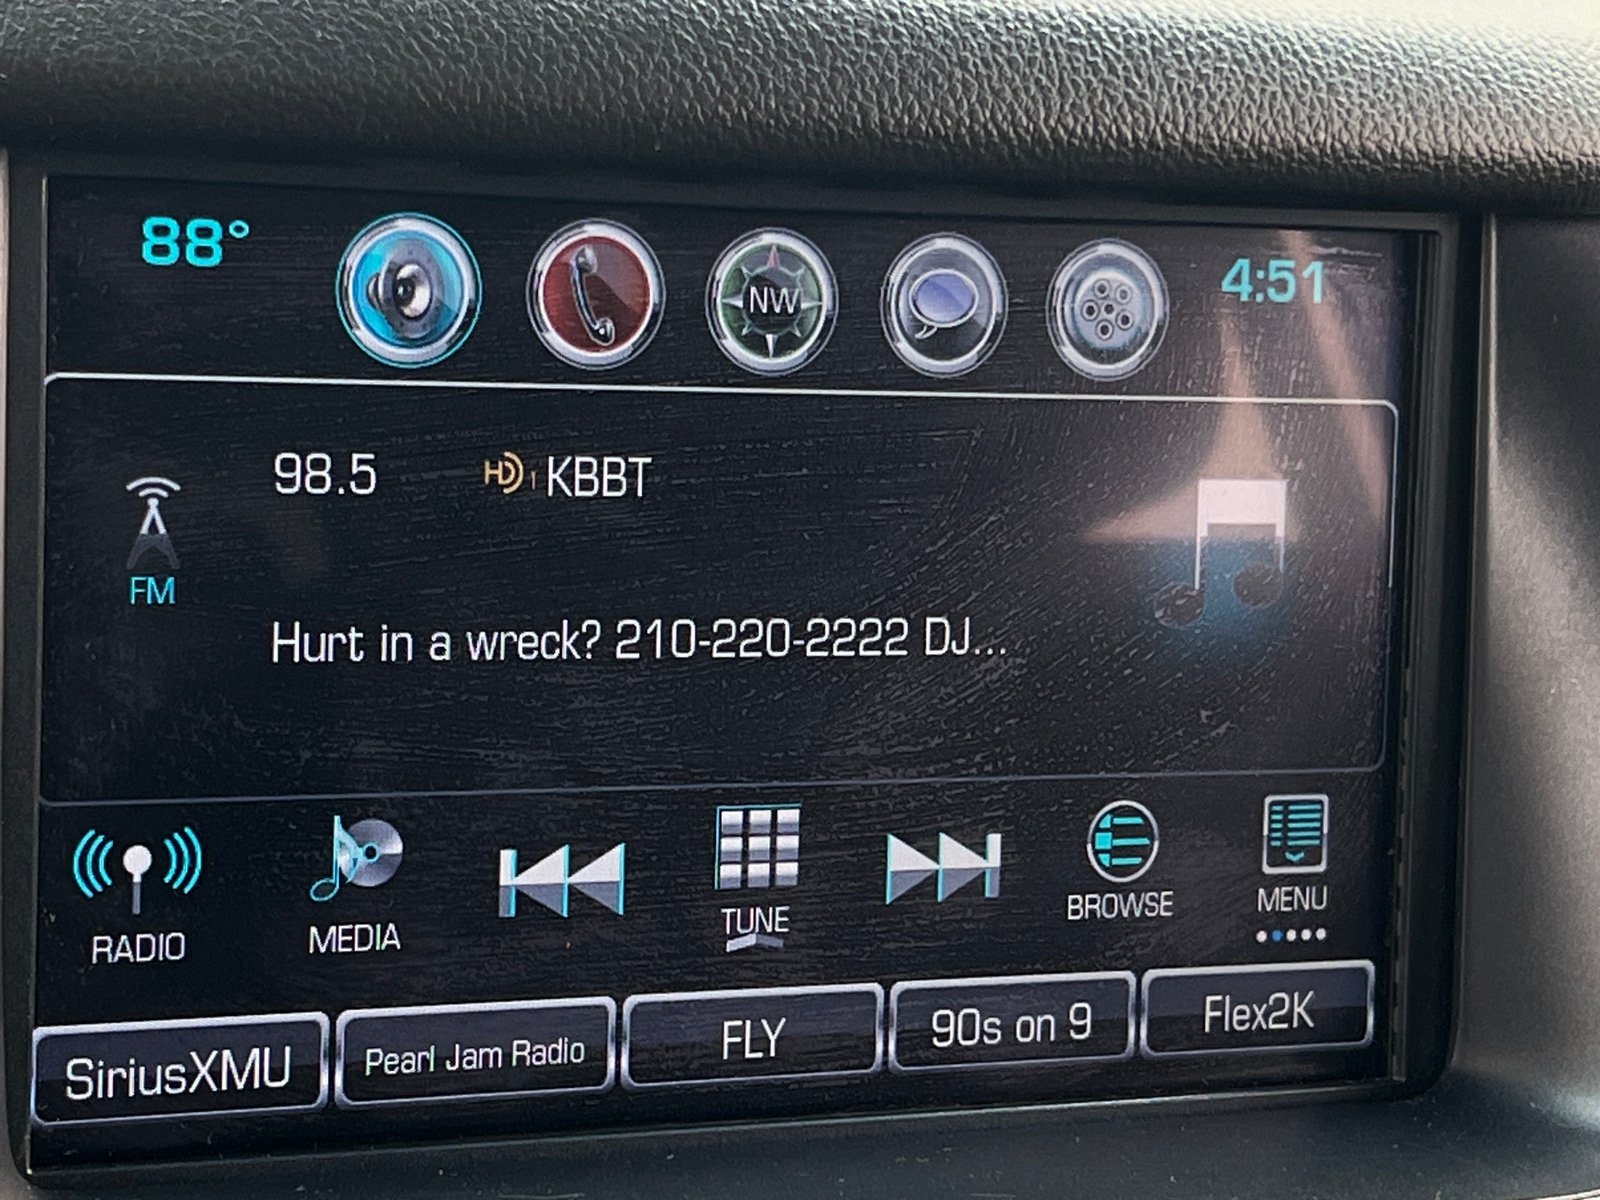 88° NW 4:51
98.5 HD1 KBBT
FM
Hurt in a wreck? 210-220-2222 DJ...
RADIO MEDIA TUNE BROWSE MENU
SiriusXMU Pearl Jam Radio FLY 90s on 9 Flex2K